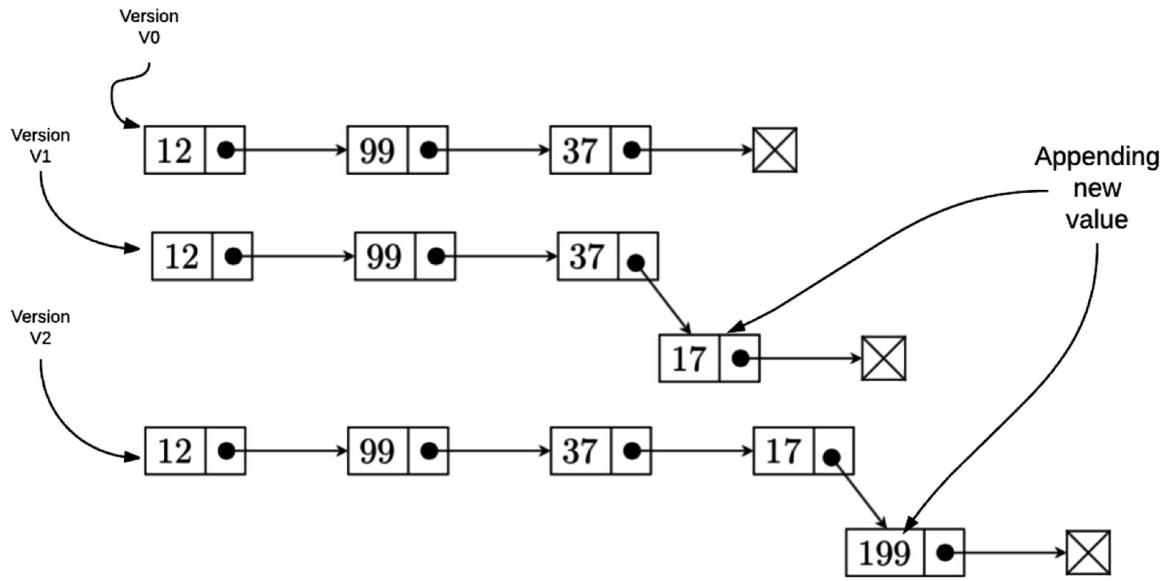 Version
V0
12 99 37
Version
V1
Appending
new
value
12 99 37
17
Version
V2
12 99 37 17
199